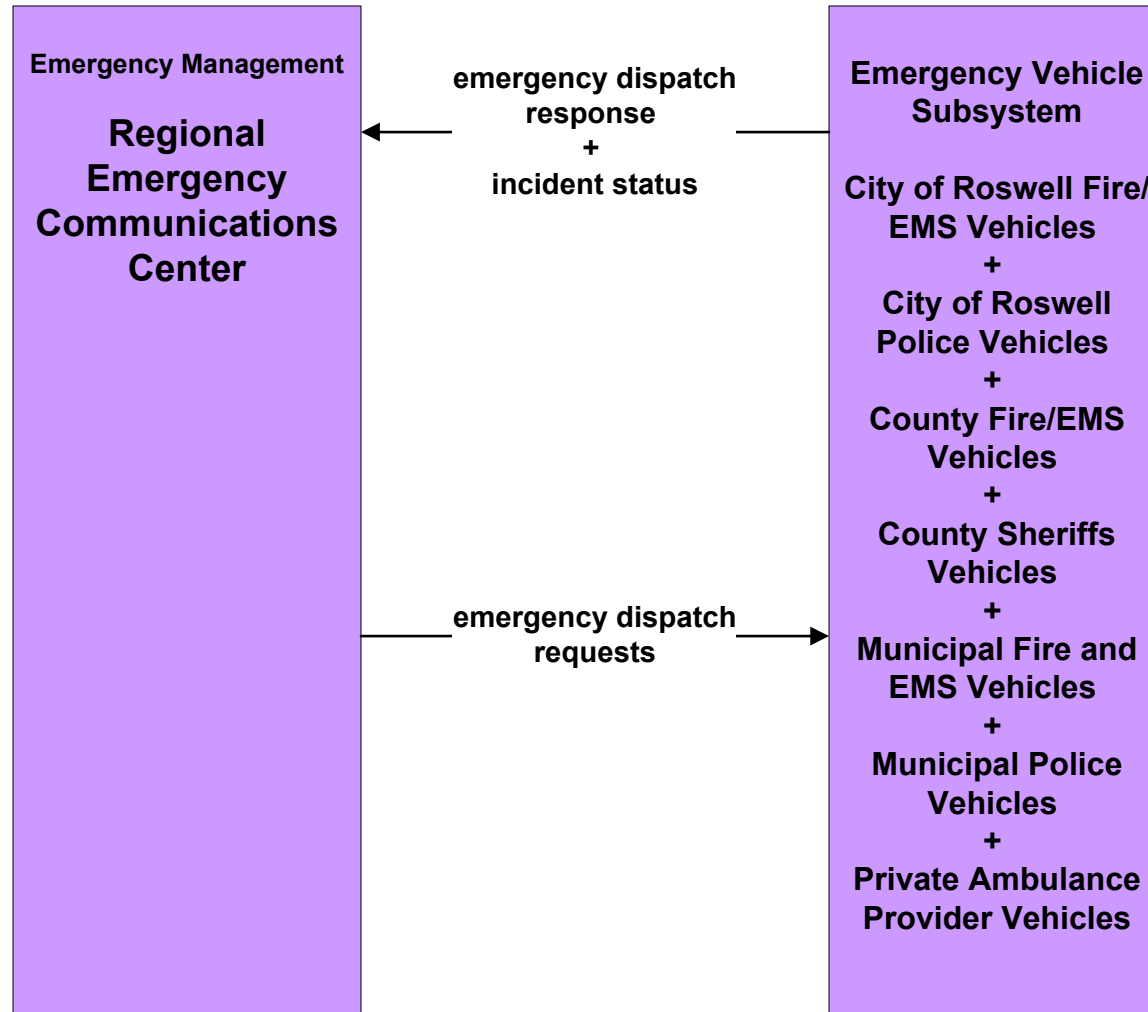 Emergency Management
Regional
Emergency
Communications
Center
emergency dispatch
response
+
incident status
emergency dispatch
requests
Emergency Vehicle
Subsystem
City of Roswell Fire/
EMS Vehicles
+
City of Roswell
Police Vehicles
+
County Fire/EMS
Vehicles
+
County Sheriffs
Vehicles
+
Municipal Fire and
EMS Vehicles
+
Municipal Police
Vehicles
+
Private Ambulance
Provider Vehicles